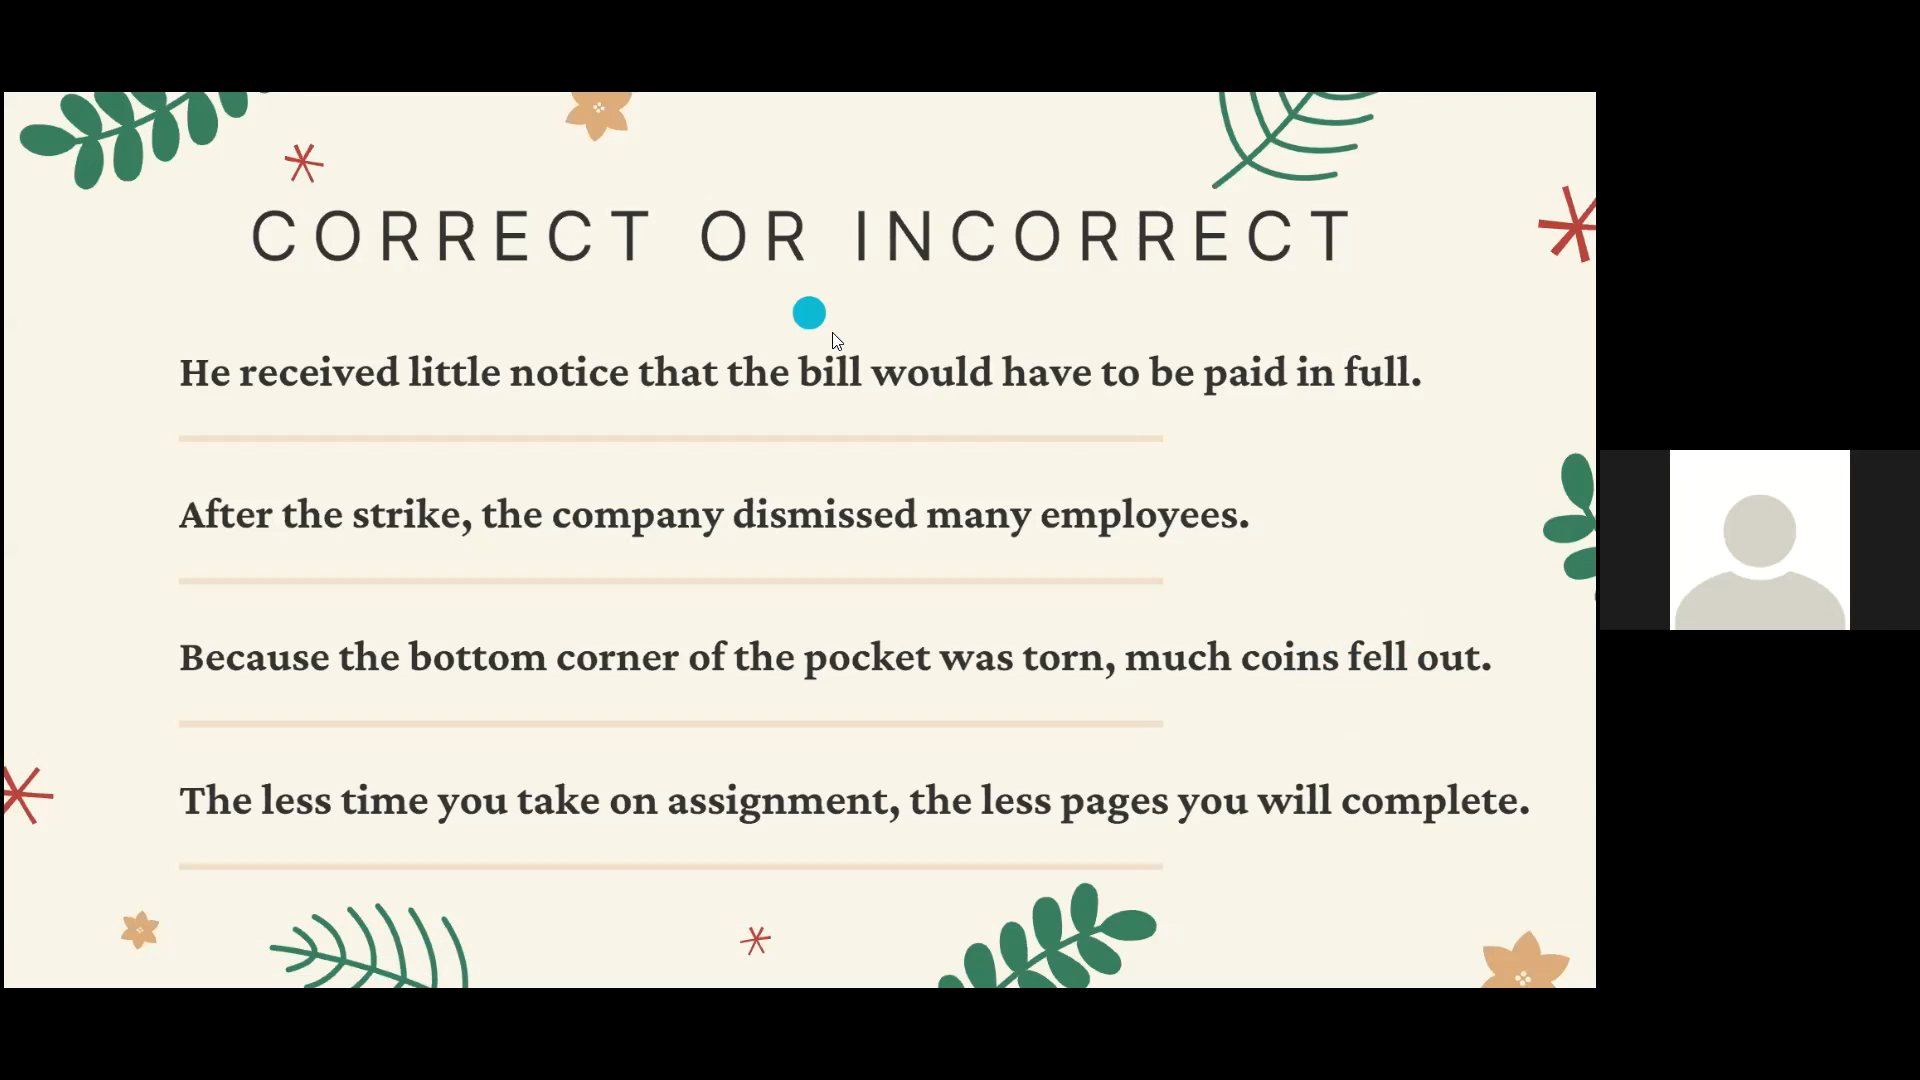 CORRECT OR INCORRECT
He received little notice that the bill would have to be paid in full.
After the strike, the company dismissed many employees.
Because the bottom corner of the pocket was torn, much coins fell out.
The less time you take on assignment, the less pages you will complete.